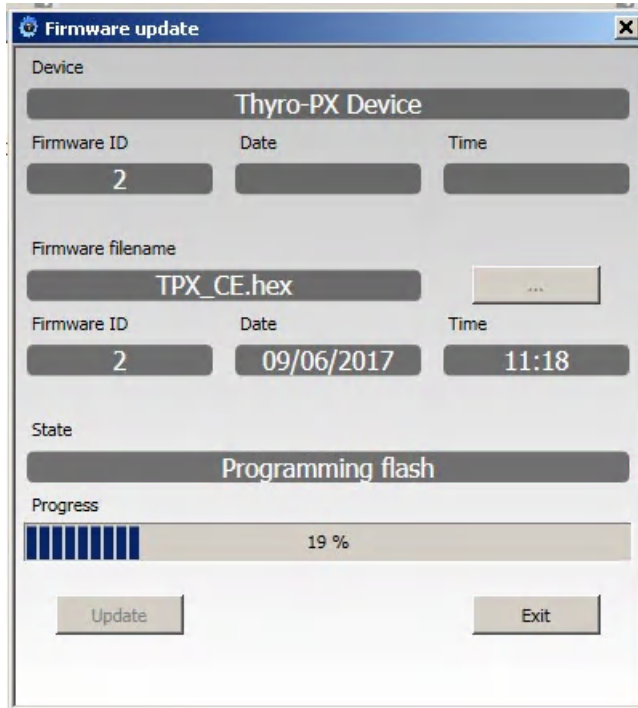 Firmware update
Device
Thyro-PX Device
Firmware ID Date Time
2
Firmware filename
TPX_CE.hex ...
Firmware ID Date Time
2 09/06/2017 11:18
State
Programming flash
Progress
19 %
Update Exit